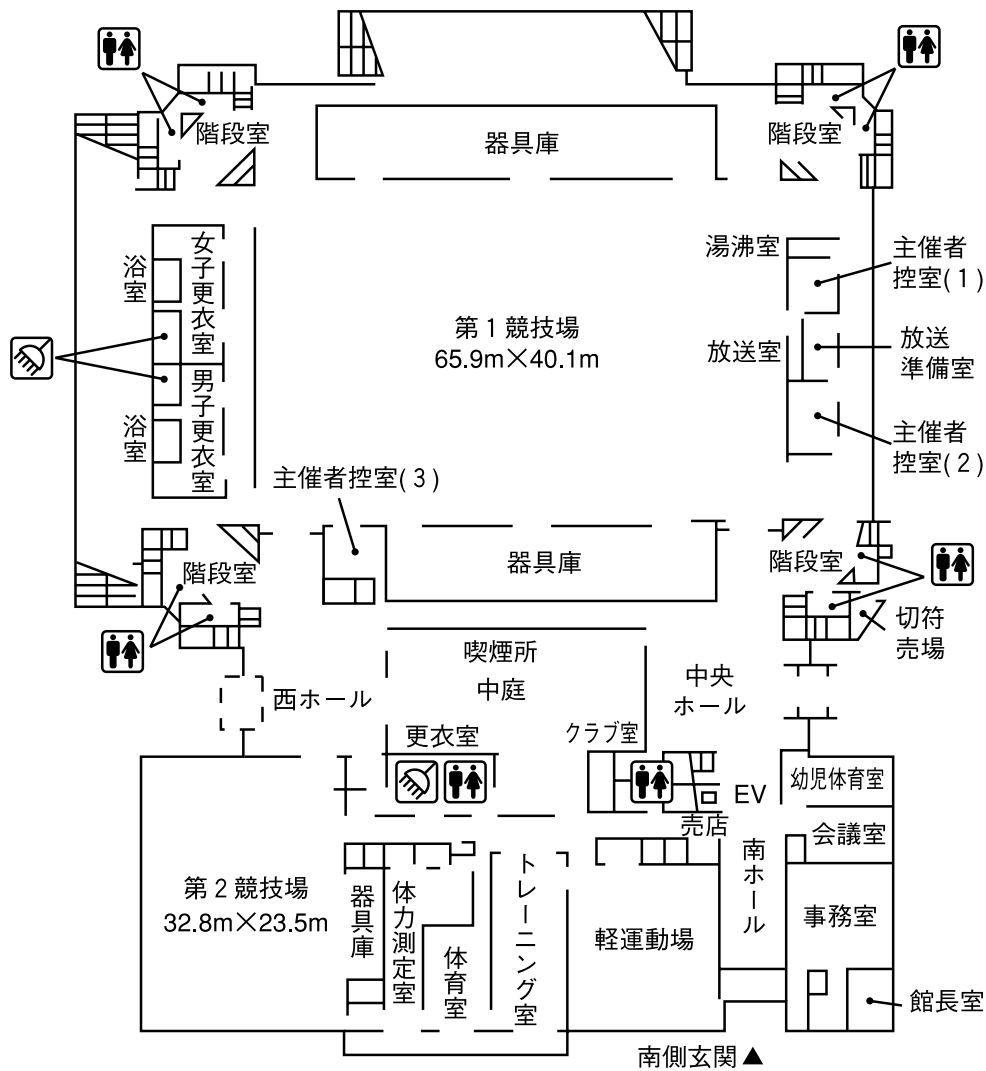 階段室
器具庫
階段室
女子更衣室
浴室
湯沸室
主催者
控室(1)
第1競技場
65.9m×40.1m
放送室
放送
準備室
男子更衣室
浴室
主催者
控室(2)
主催者控室(3)
階段室
器具庫
階段室
切符
売場
喫煙所
中庭
中央
ホール
西ホール
更衣室
クラブ室
EV
幼児体育室
売店
会議室
南ホール
第2競技場
32.8m×23.5m
器具庫
体力測定室
体育室
トレーニング室
軽運動場
事務室
館長室
南側玄関▲